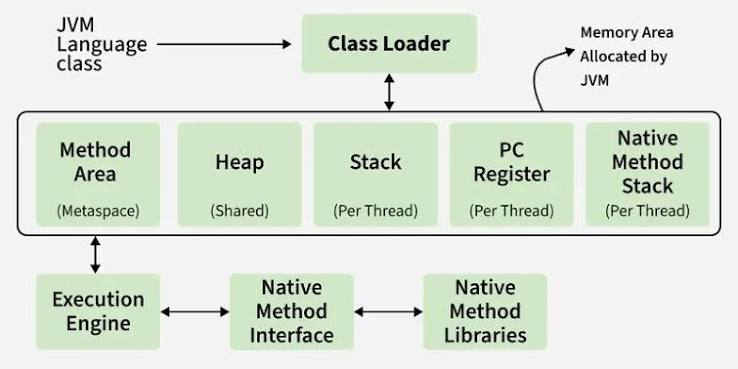 JVM
Language
class
Class Loader
Memory Area
Allocated by
JVM
Method
Area
(Metaspace)
Heap
(Shared)
Stack
(Per Thread)
PC
Register
(Per Thread)
Native
Method
Stack
(Per Thread)
Execution
Engine
Native
Method
Interface
Native
Method
Libraries